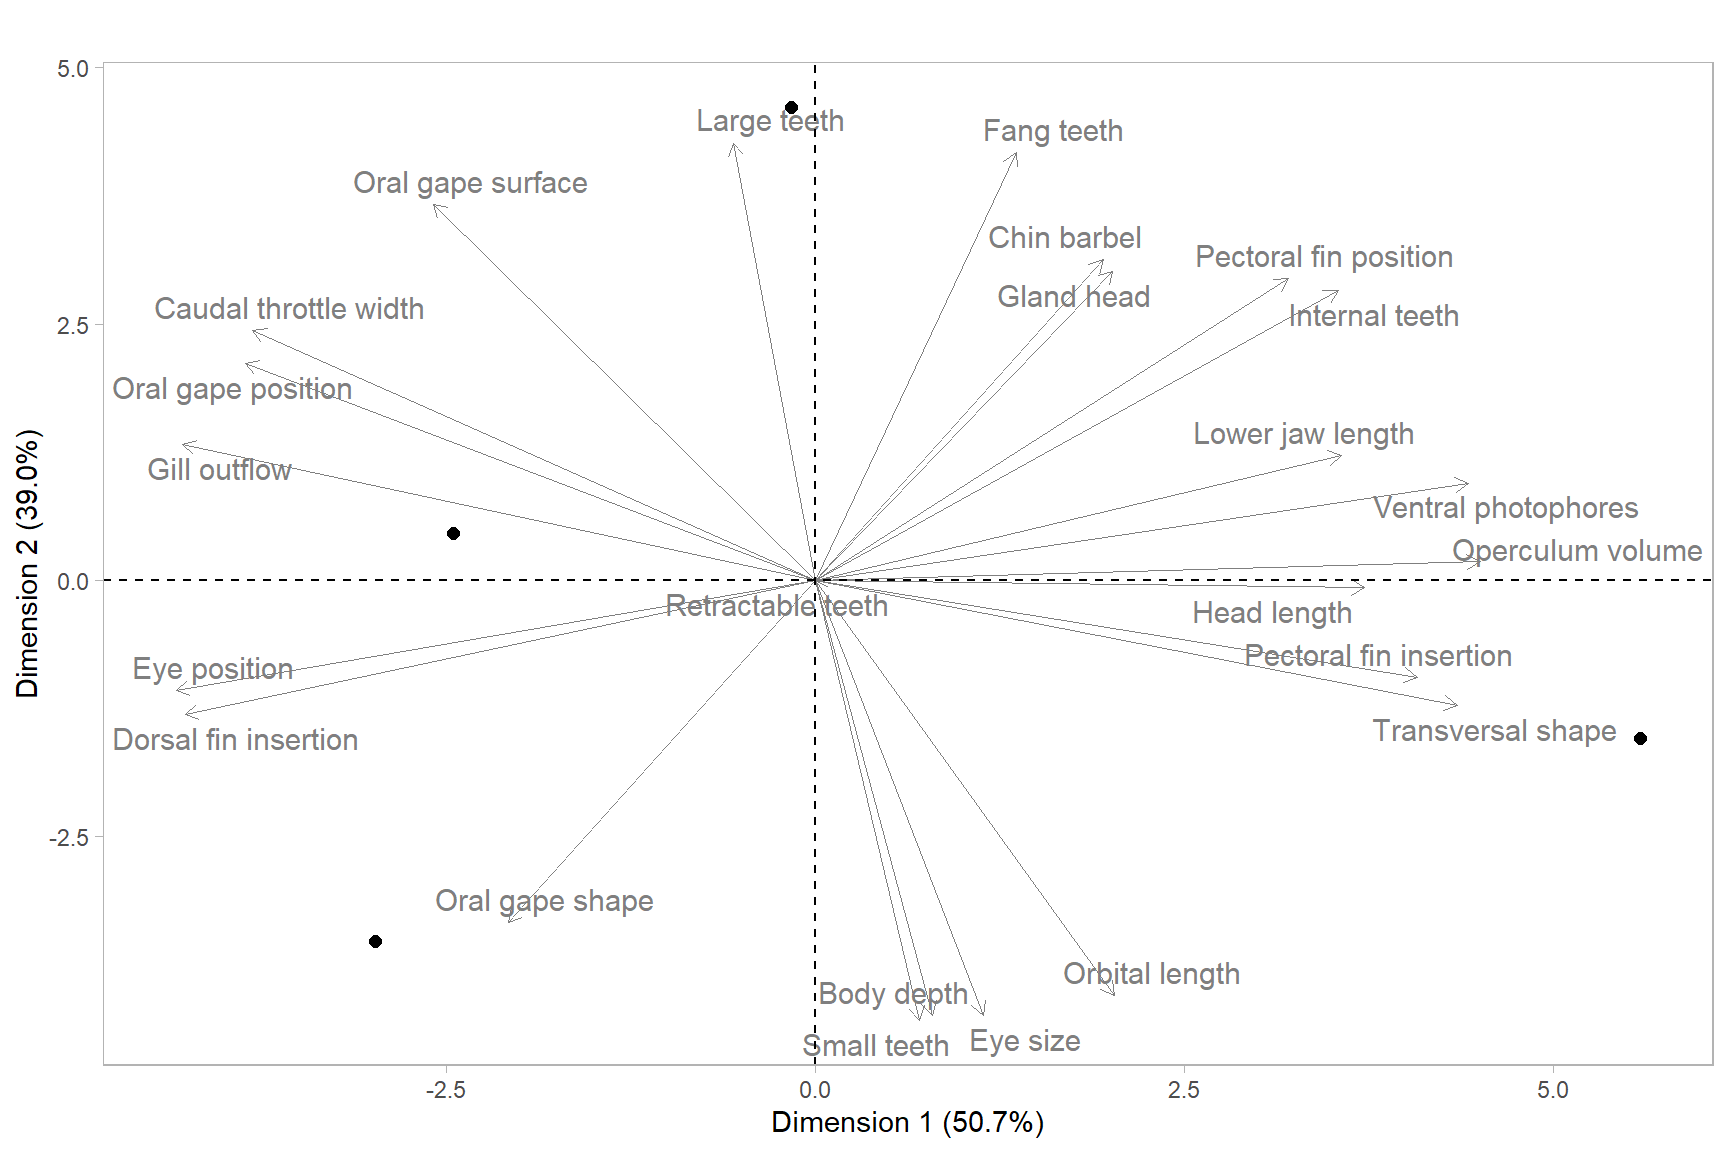 5.0
Large teeth
Fang teeth
Oral gape surface
Chin barbel
Pectoral fin position
Gland head
Internal teeth
Caudal throttle width
2.5
Oral gape position
Lower jaw length
Gill outflow
Ventral photophores
Operculum volume
Dimension 2 (39.0%)
0.0
Retractable teeth
Head length
Pectoral fin insertion
Eye position
Dorsal fin insertion
Transversal shape
-2.5
Oral gape shape
Orbital length
Body depth
Small teeth
Eye size
-2.5
0.0
2.5
5.0
Dimension 1 (50.7%)